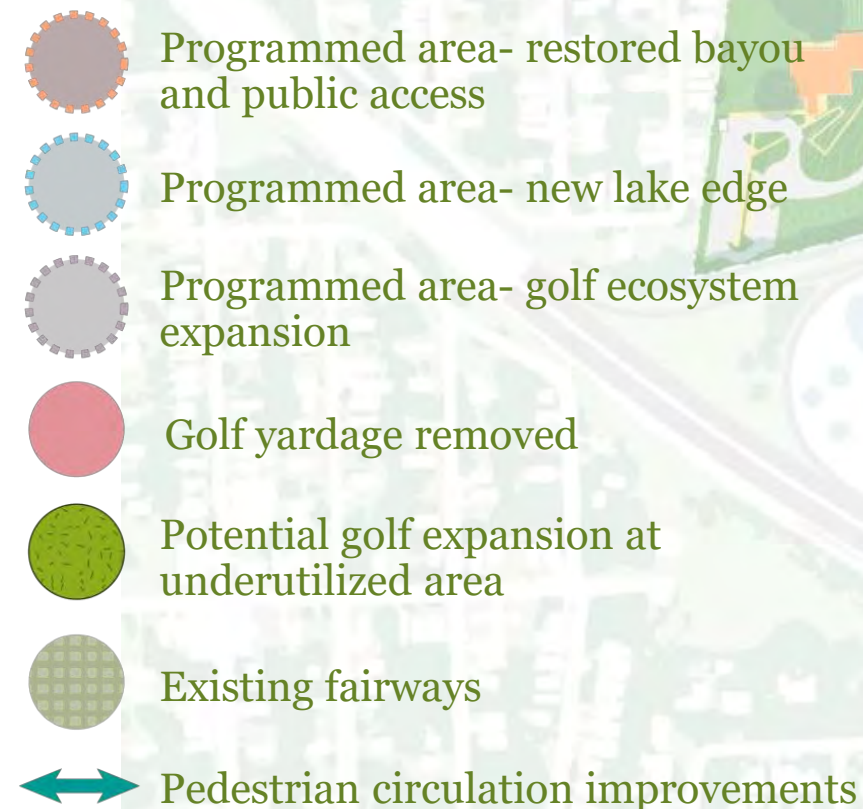 Programmed area- restored bayou
and public access
Programmed area- new lake edge
Programmed area- golf ecosystem
expansion
Golf yardage removed
Potential golf expansion at
underutilized area
Existing fairways
Pedestrian circulation improvements